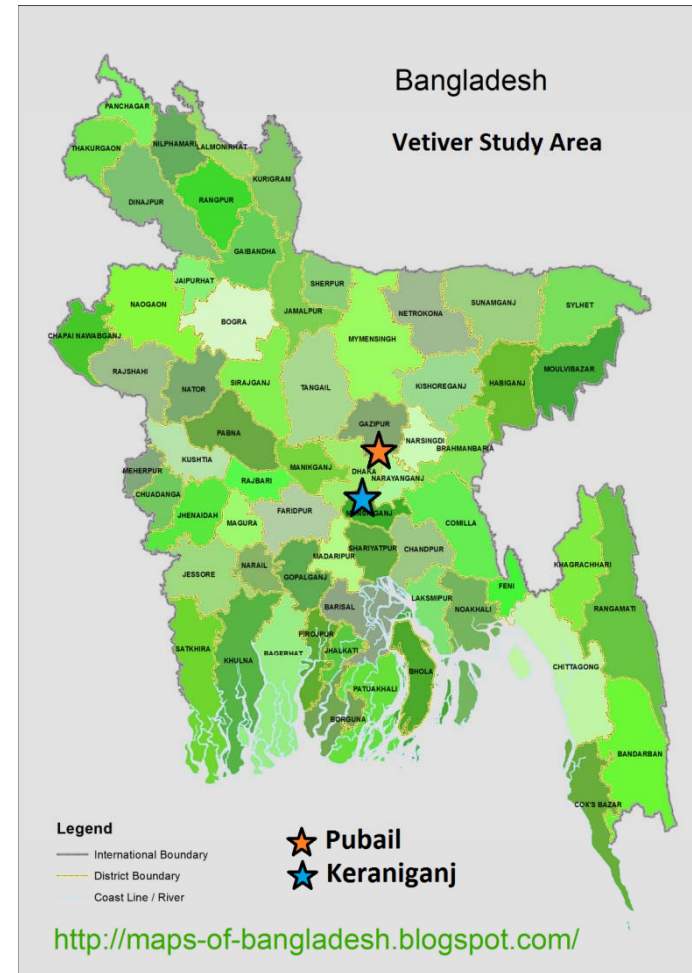 Bangladesh
Vetiver Study Area
PANCHAGAR
THAKURGAON
NILPHAMARI
LALMONIRHAT
KURIGRAM
DINAJPUR
RANGPUR
GAIBANDHA
JAIPURHAT
NAOGAON
BOGRA
JAMALPUR
SHERPUR
NETROKONA
SUNAMGANJ
SYLHET
CHAPAI NAWABGANJ
MYMENSINGH
RAJSHAHI
NATOR
SIRAJGANJ
TANGAIL
KISHOREGANJ
HABIGANJ
MOULVIBAZAR
GAZIPUR
PABNA
NARSINGDI
BRAHMANBARIA
KUSHTIA
MEHERPUR
MANIKGANJ
DHAKA
NARAYANGANJ
RAJBARI
CHUADANGA
JHENAIDAH
MAGURA
FARIDPUR
COMILLA
SHARIYATPUR
CHANDPUR
MADARIPUR
KHAGRACHHARI
JESSORE
NARAIL
GOPALGANJ
FENI
RANGAMATI
BARISAL
LAKSMIPUR
NOAKHALI
SATKHIRA
KHULNA
BAGERHAT
FIROJPUR
JHALKATI
BHOLA
CHITTAGONG
PATUAKHALI
BORGUNA
BANDARBAN
COX'S BAZAR
Legend
International Boundary
District Boundary
Coast Line / River
Pubail
Keraniganj
http://maps-of-bangladesh.blogspot.com/